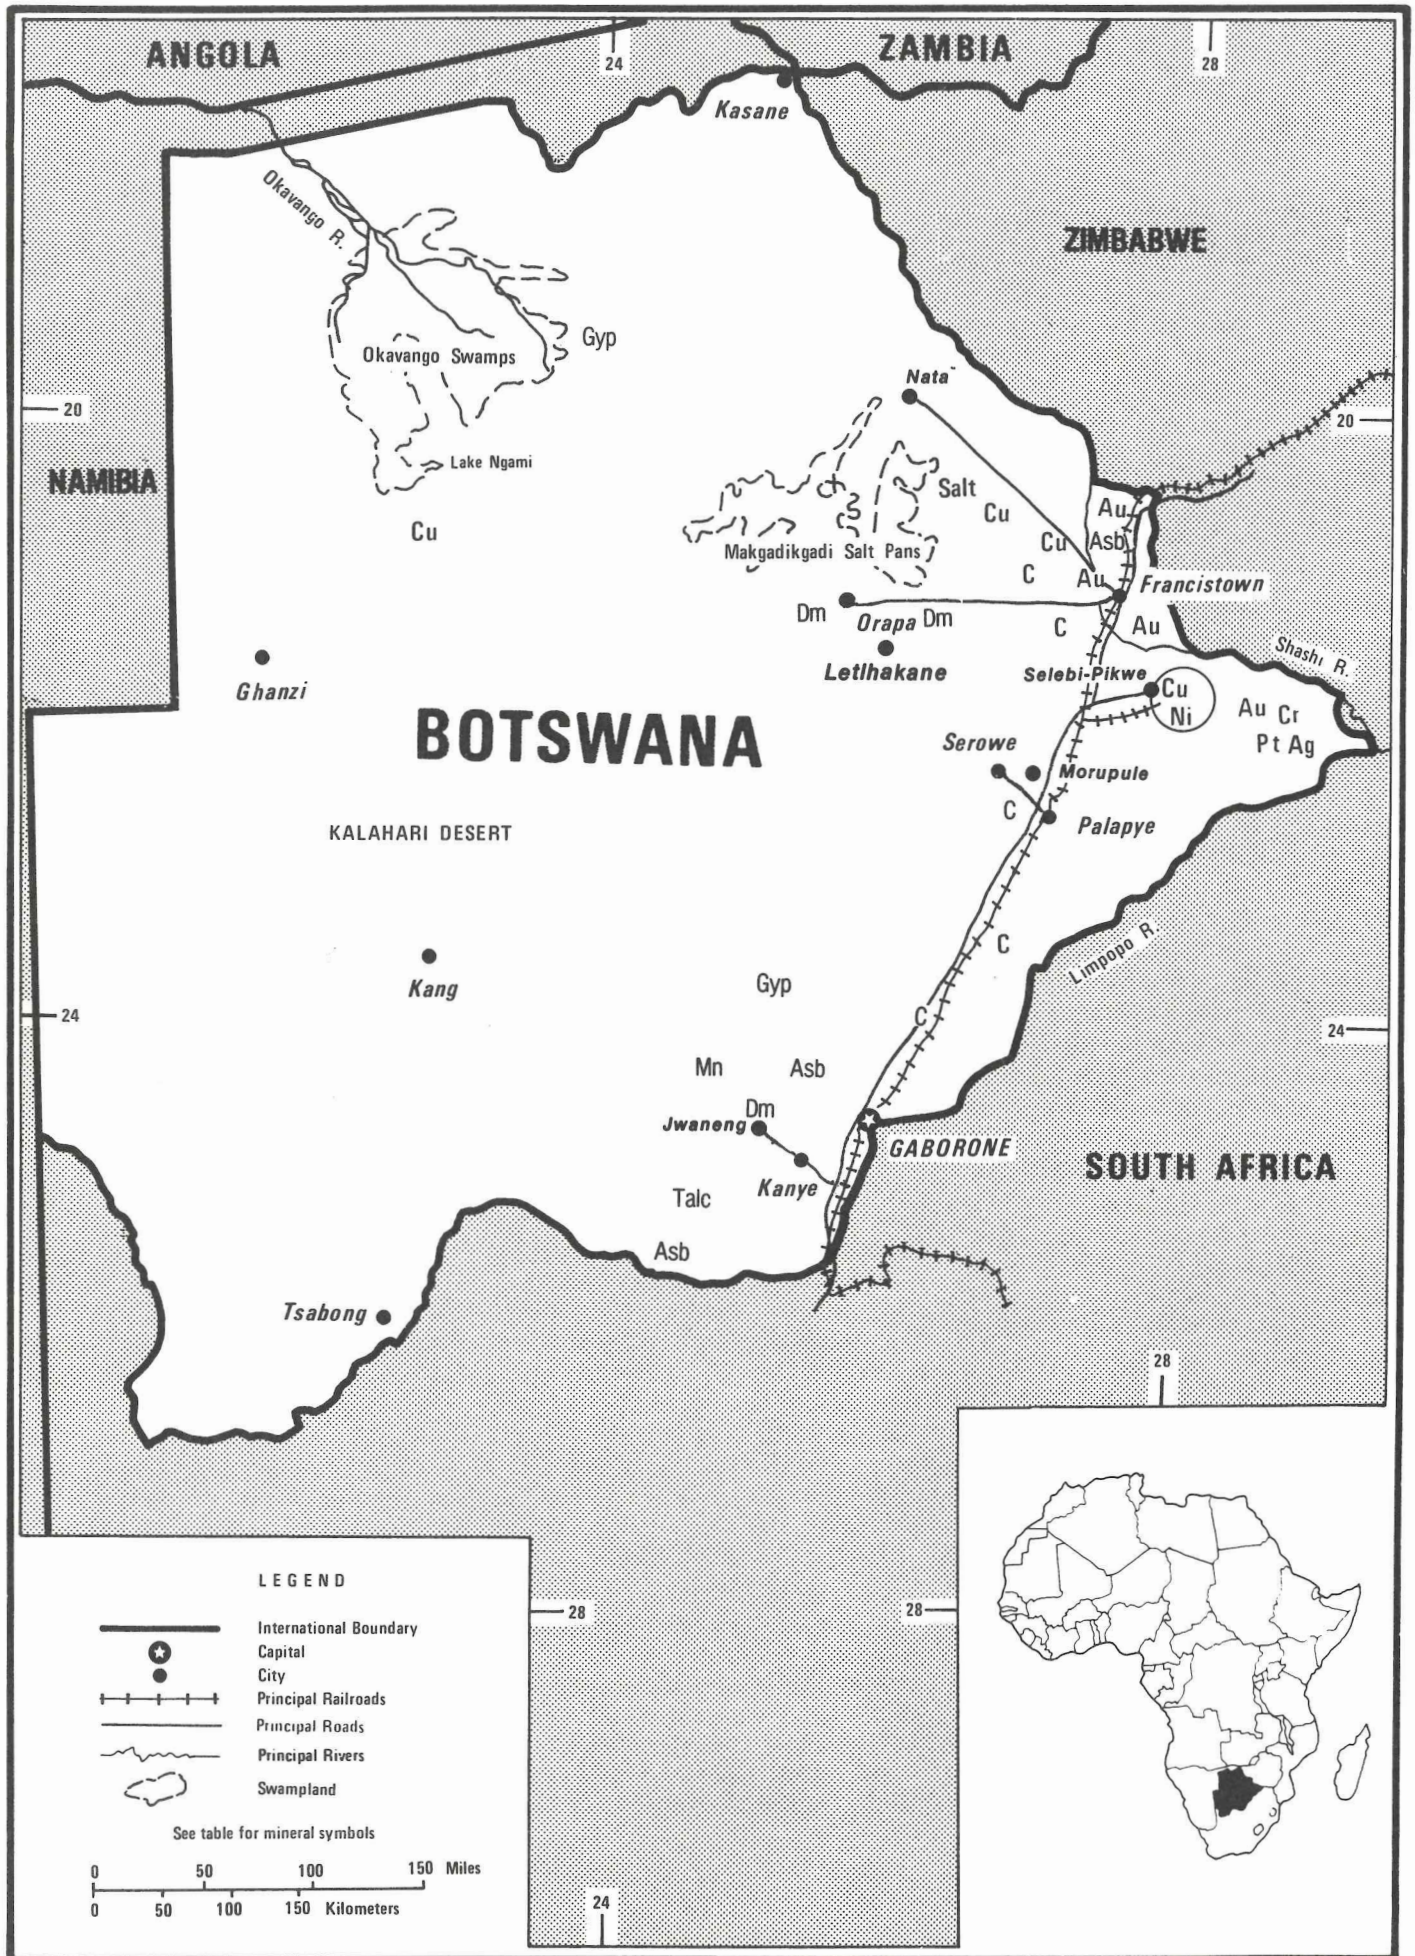 ANGOLA
ZAMBIA
24
28
Kasane
Okavango R.
ZIMBABWE
Gyp
Okavango Swamps
Nata
20
20
Lake Ngami
NAMIBIA
Salt
Cu
Au
Cu
Cu
Asb
Makgadikgadi Salt Pans
C
Au
Francistown
Dm
Orapa
Dm
C
Au
Shashi R.
Letlhakane
Selebi-Pikwe
Ghanzi
Cu
Ni
Au Cr
Pt Ag
BOTSWANA
Serowe
Morupule
C
Palapye
KALAHARI DESERT
C
Limpopo R.
Kang
Gyp
24
C
24
Mn
Asb
Dm
Jwaneng
GABORONE
SOUTH AFRICA
Kanye
Talc
Asb
Tsabong
28
LEGEND
International Boundary
Capital
City
Principal Railroads
Principal Roads
Principal Rivers
Swampland
See table for mineral symbols
0 50 100 150 Miles
0 50 100 150 Kilometers
28
28
24